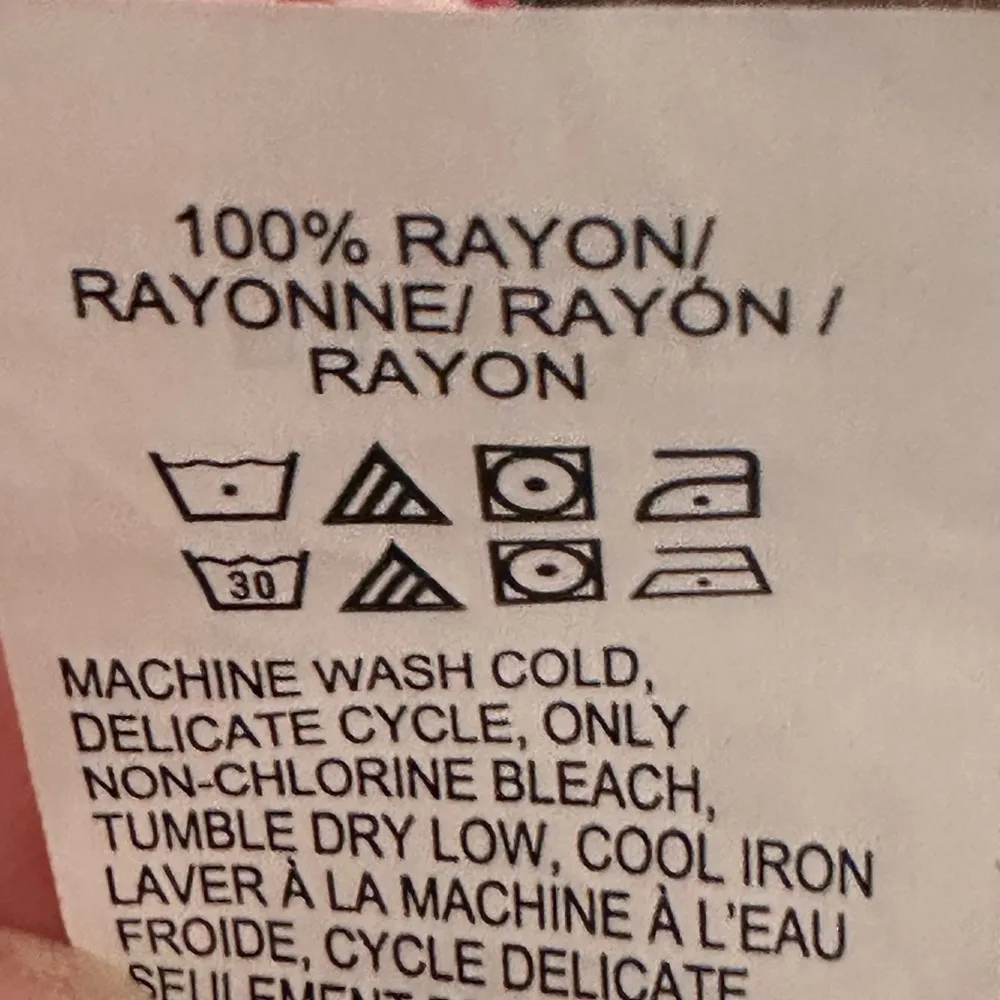 100% RAYON/
RAYONNE/ RAYÓN /
RAYON
30
MACHINE WASH COLD,
DELICATE CYCLE, ONLY
NON-CHLORINE BLEACH,
TUMBLE DRY LOW, COOL IRON
LAVER À LA MACHINE À L'EAU
FROIDE, CYCLE DELICATE
SEULEMENT